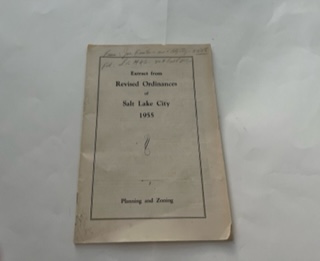 Extract from
Revised Ordinances
of
Salt Lake City
1955
Planning and Zoning